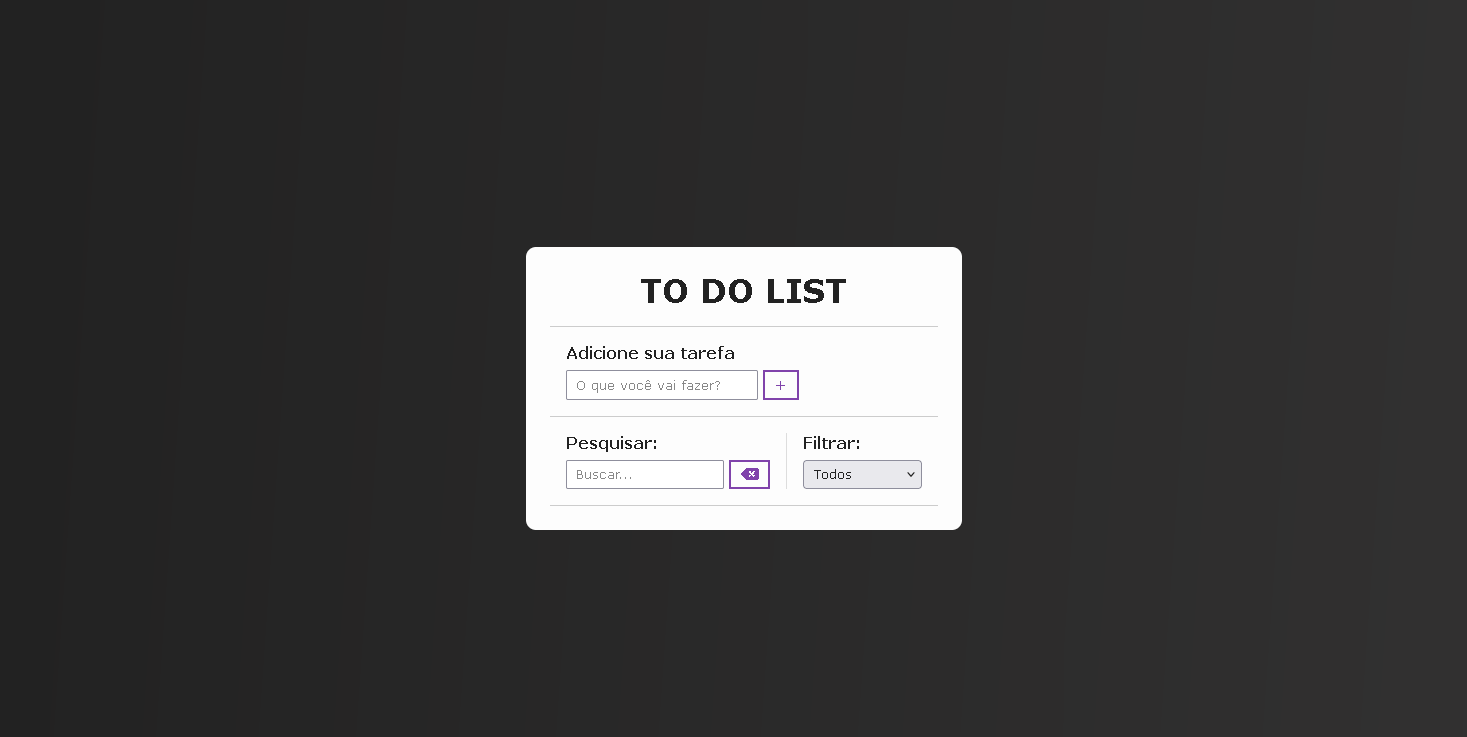 TO DO LIST
Adicione sua tarefa
O que você vai fazer?
+
Pesquisar:
Buscar...
Filtrar:
Todos